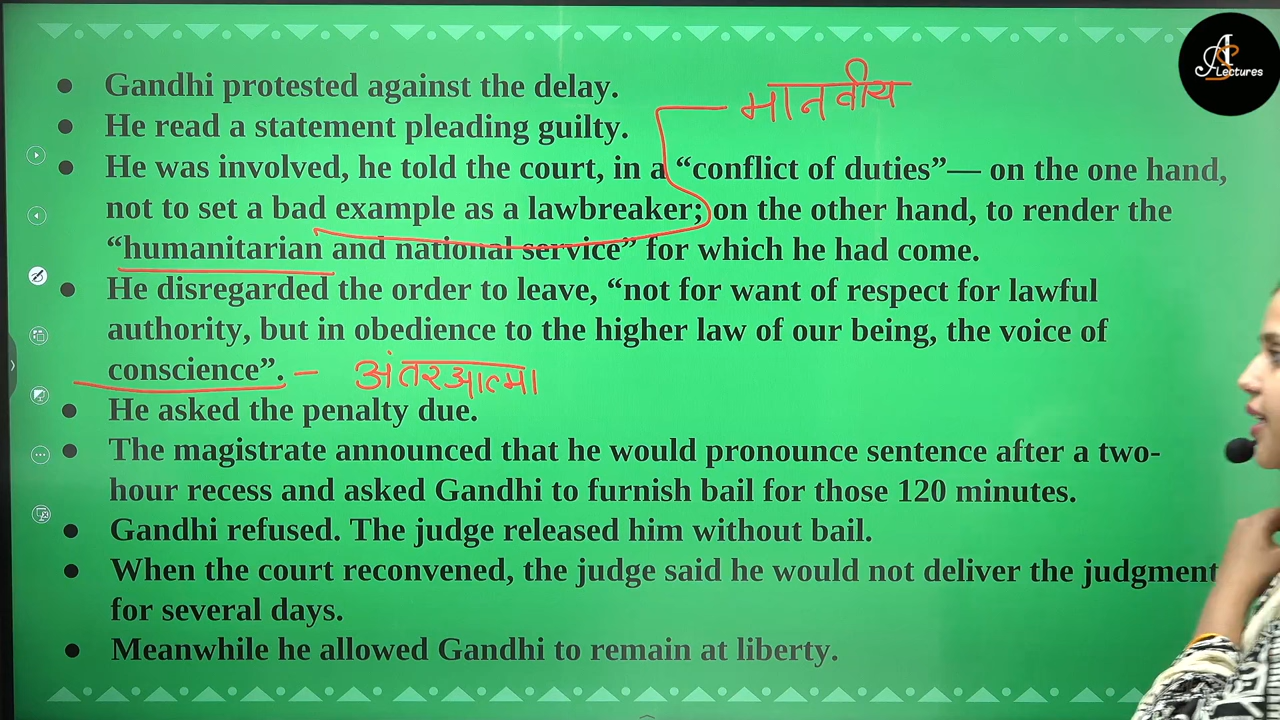 A
S Lectures
Gandhi protested against the delay.
मानवीय
He read a statement pleading guilty.
He was involved, he told the court, in a “conflict of duties”— on the one hand,
not to set a bad example as a lawbreaker; on the other hand, to render the
“humanitarian and national service” for which he had come.
He disregarded the order to leave, “not for want of respect for lawful
authority, but in obedience to the higher law of our being, the voice of
conscience”. – अंतरआत्मा
He asked the penalty due.
The magistrate announced that he would pronounce sentence after a two-
hour recess and asked Gandhi to furnish bail for those 120 minutes.
Gandhi refused. The judge released him without bail.
When the court reconvened, the judge said he would not deliver the judgment
for several days.
Meanwhile he allowed Gandhi to remain at liberty.